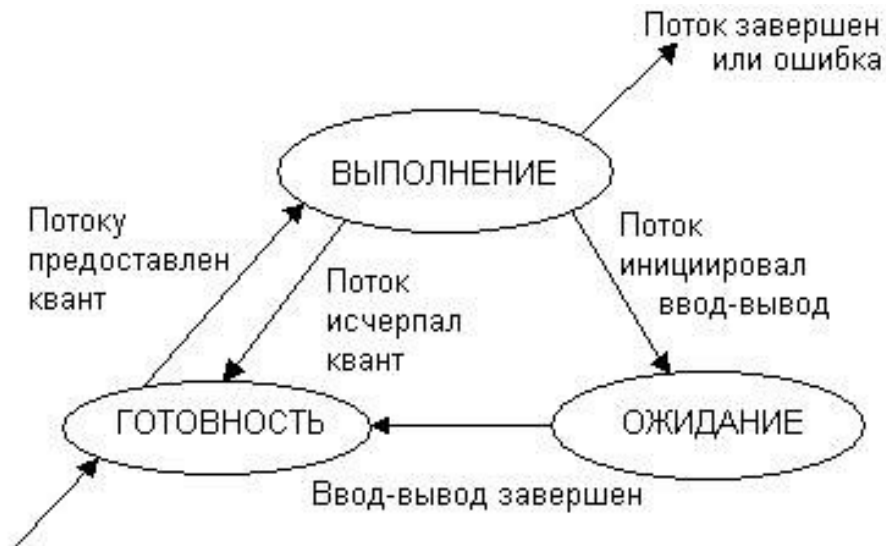 Поток завершен
или ошибка
ВЫПОЛНЕНИЕ
Потоку
предоставлен
квант
Поток
исчерпал
квант
Поток
инициировал
ввод-вывод
ГОТОВНОСТЬ
ОЖИДАНИЕ
Ввод-вывод завершен